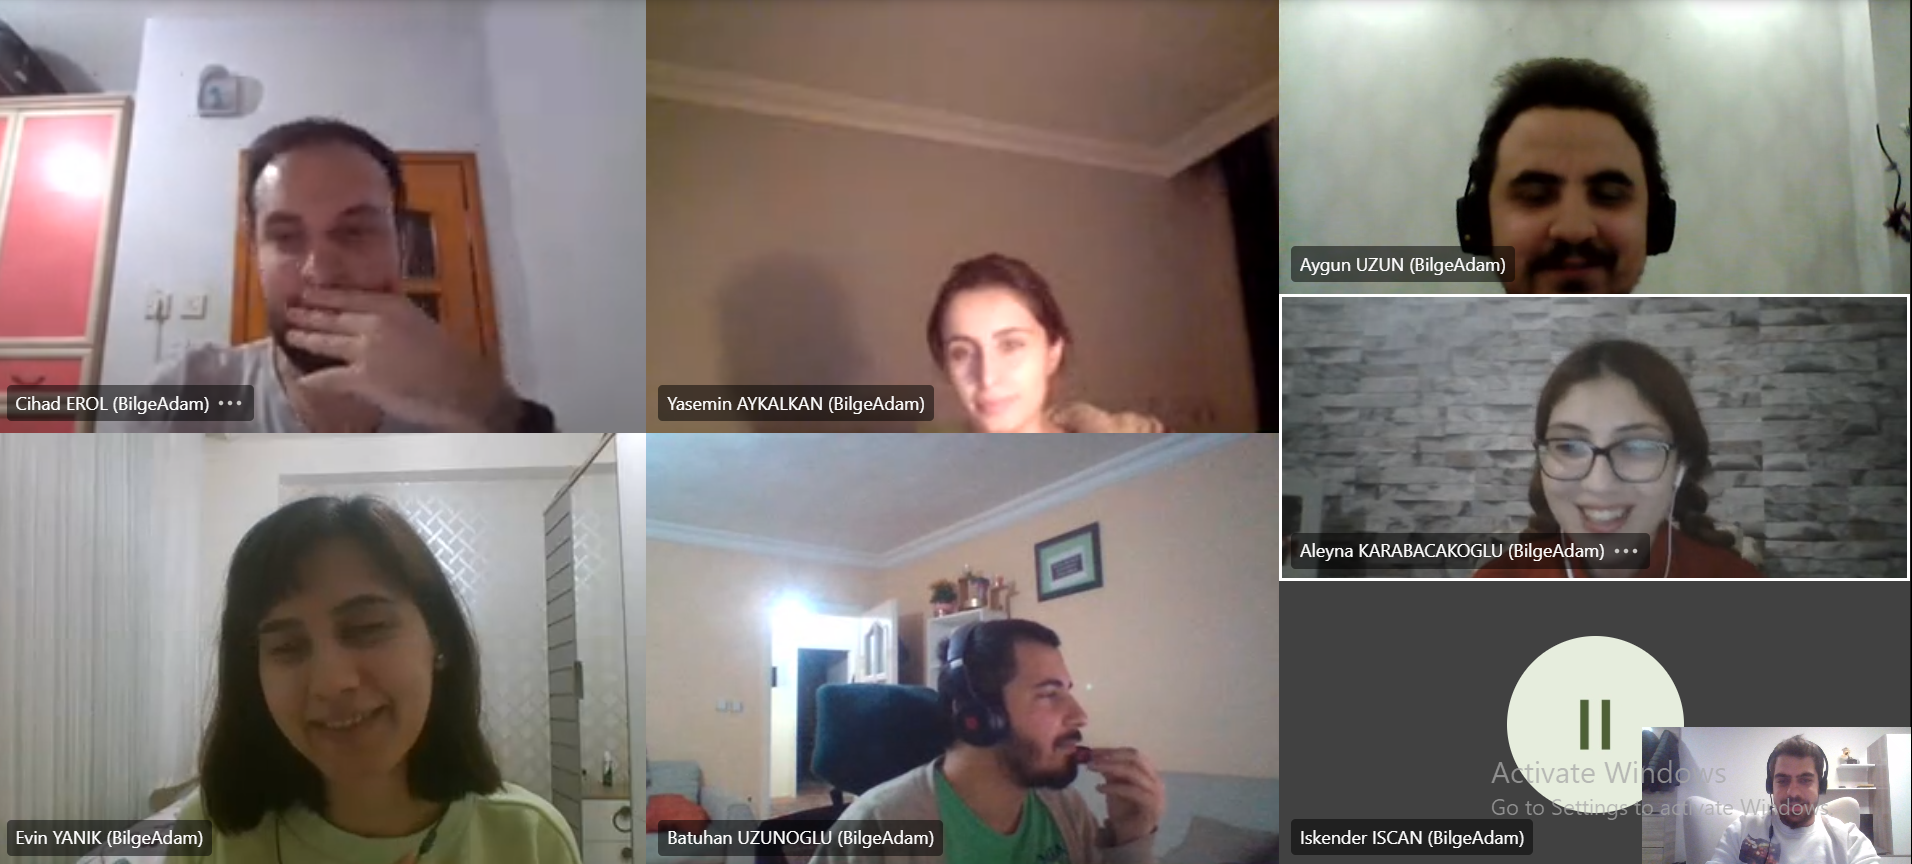 Cihad EROL (BilgeAdam)
Yasemin AYKALKAN (BilgeAdam)
Aygun UZUN (BilgeAdam)
Aleyna KARABACAKOGLU (BilgeAdam)
Evin YANIK (BilgeAdam)
Batuhan UZUNOGLU (BilgeAdam)
II
Activate Windows
Go to Settings to activate Windows.
Iskender ISCAN (BilgeAdam)